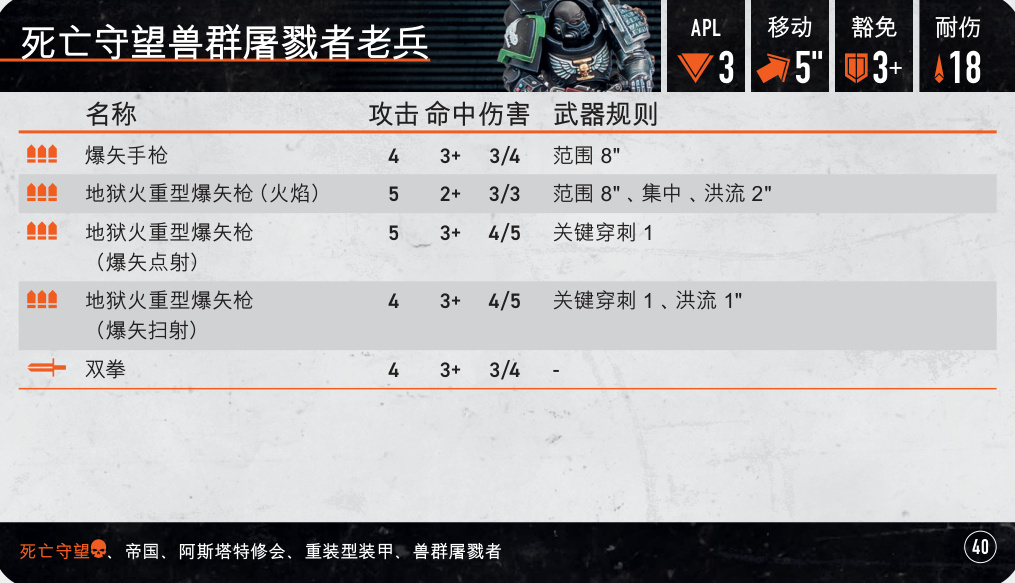 死亡守望兽群屠戮者老兵
APL 移动 豁免 耐伤
3 5" 3+ 18
名称 攻击 命中 伤害 武器规则
爆矢手枪 4 3+ 3/4 范围 8"
地狱火重型爆矢枪（火焰） 5 2+ 3/3 范围 8"、集中、洪流 2"
地狱火重型爆矢枪 5 3+ 4/5 关键穿刺 1
（爆矢点射）
地狱火重型爆矢枪 4 3+ 4/5 关键穿刺 1、洪流 1"
（爆矢扫射）
双拳 4 3+ 3/4 -
死亡守望、帝国、阿斯塔特修会、重装型装甲、兽群屠戮者 40